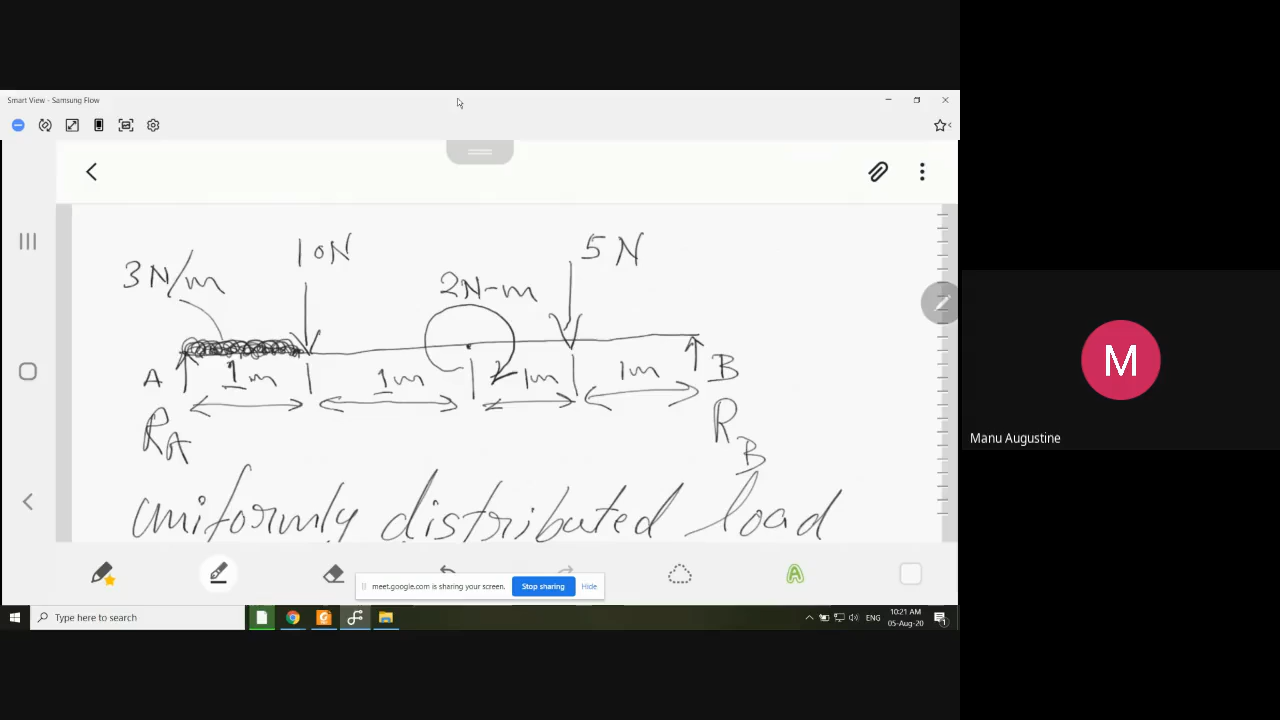 Smart View - Samsung Flow
3 N/m
10N
2N-m
5 N
A
1m
1m
1m
1m
B
RA
RB
uniformly distributed load
A
meet.google.com is sharing your screen.
Stop sharing
Hide
Type here to search
ENG
10:21 AM
05-Aug-20
1
M
Manu Augustine